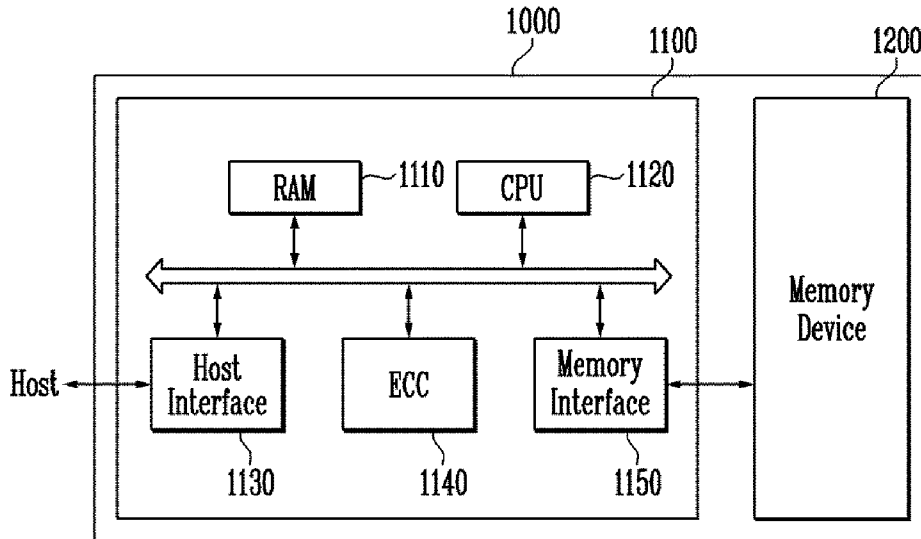 1000
1100
1200
RAM
1110
CPU
1120
Memory
Device
Host
Host
Interface
ECC
Memory
Interface
1130
1140
1150